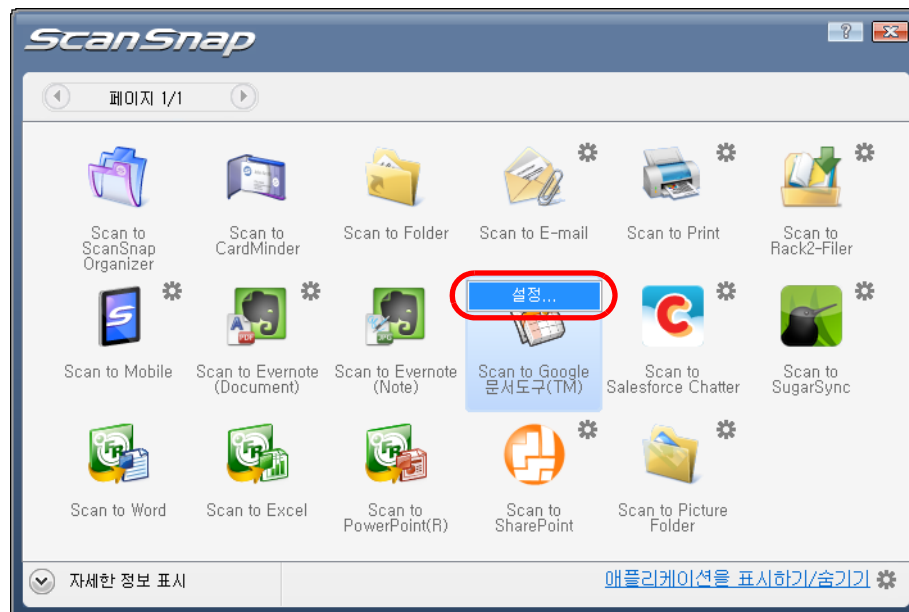 ScanSnap
페이지 1/1
Scan to
ScanSnap
Organizer
Scan to
CardMinder
Scan to Folder
Scan to E-mail
Scan to Print
Scan to
Rack2-Filer
설정...
Scan to Mobile
Scan to Evernote
(Document)
Scan to Evernote
(Note)
Scan to Google
문서도구(TM)
Scan to
Salesforce Chatter
Scan to
SugarSync
Scan to Word
Scan to Excel
Scan to
PowerPoint(R)
Scan to
SharePoint
Scan to Picture
Folder
자세한 정보 표시
애플리케이션을 표시하기/숨기기